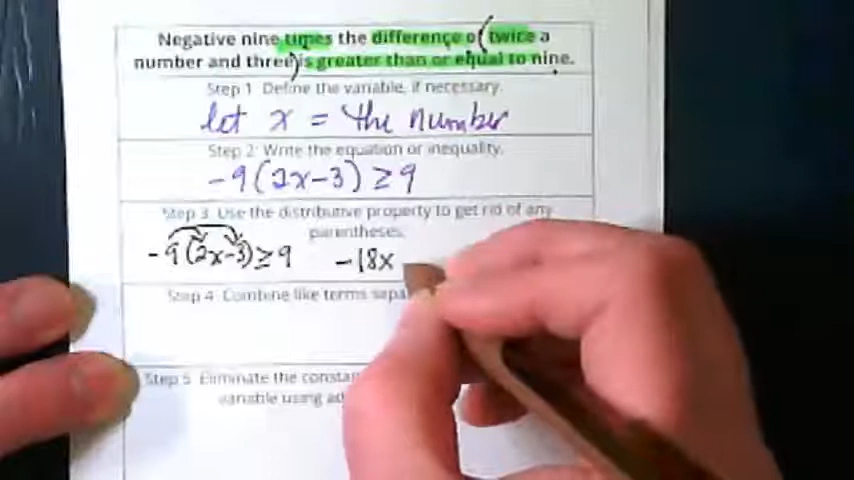 Negative nine times the difference of (twice a
number and three) is greater than or equal to nine.
Step 1: Define the variable, if necessary.
let x = the number
Step 2: Write the equation or inequality.
-9(2x-3) ≥ 9
Step 3: Use the distributive property to get rid of any
parentheses.
-9(2x-3) ≥ 9 -18x
Step 4: Combine like terms
Step 5: Eliminate the
variable using